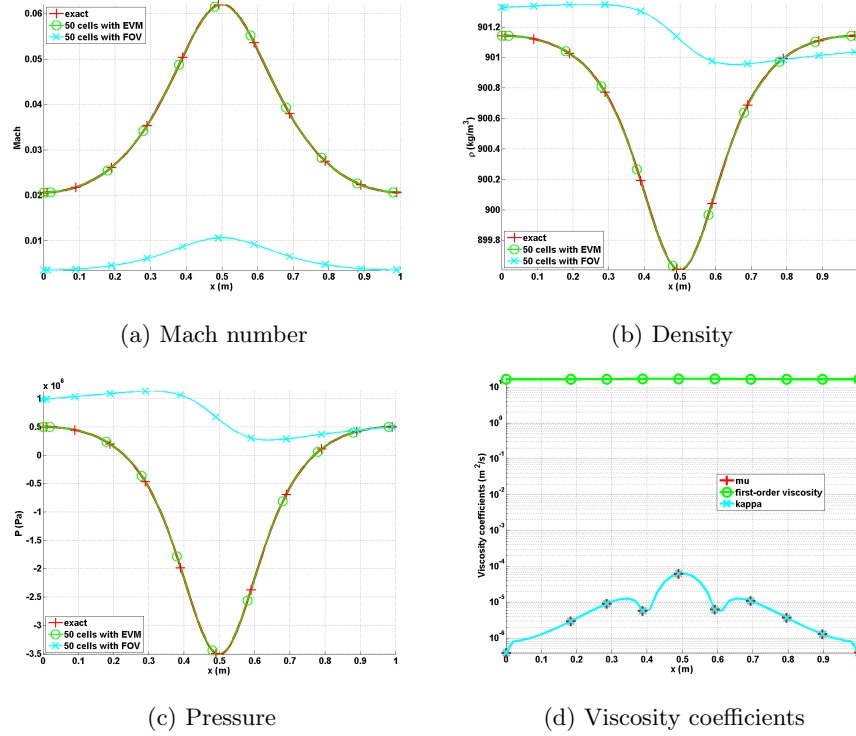 0.06
0.05
0.04
0.03
0.02
0.01
Mach
exact
50 cells with EVM
50 cells with FOV
0 0.1 0.2 0.3 0.4 0.5 0.6 0.7 0.8 0.9 1
x (m)
(a) Mach number
901.2
901
900.8
900.6
900.4
900.2
900
899.8
ρ (kg/m³)
exact
50 cells with EVM
50 cells with FOV
0 0.1 0.2 0.3 0.4 0.5 0.6 0.7 0.8 0.9
x (m)
(b) Density
x 10⁶
1
0.5
0
-0.5
-1
-1.5
-2
-2.5
-3
-3.5
P (Pa)
exact
50 cells with EVM
50 cells with FOV
0 0.1 0.2 0.3 0.4 0.5 0.6 0.7 0.8 0.9 1
x (m)
(c) Pressure
10¹
10⁰
10⁻¹
10⁻²
10⁻³
10⁻⁴
10⁻⁵
10⁻⁶
Viscosity coefficients (m²/s)
mu
first-order viscosity
kappa
0 0.1 0.2 0.3 0.4 0.5 0.6 0.7 0.8 0.9
x (m)
(d) Viscosity coefficients